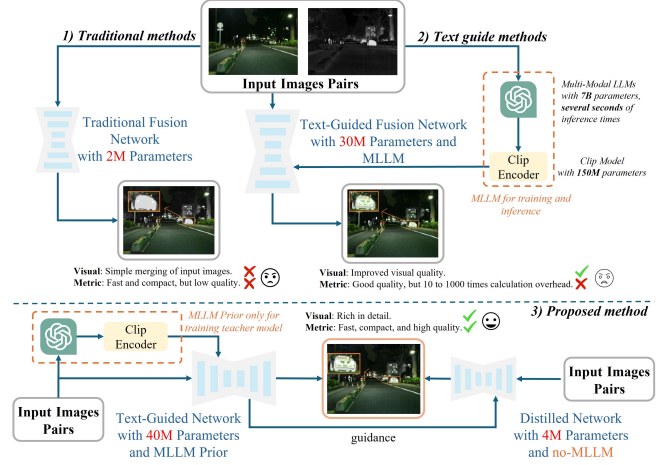 1) Traditional methods
2) Text guide methods
Input Images Pairs
Multi-Modal LLMs
with 7B parameters,
several seconds of
inference times
Traditional Fusion
Network
with 2M Parameters
Text-Guided Fusion Network
with 30M Parameters and
MLLM
Clip
Encoder
Clip Model
with 150M parameters
MLLM for training and
inference
Visual: Simple merging of input images.
Metric: Fast and compact, but low quality.
Visual: Improved visual quality.
Metric: Good quality, but 10 to 1000 times calculation overhead.
3) Proposed method
MLLM Prior only for
training teacher model
Clip
Encoder
Visual: Rich in detail.
Metric: Fast, compact, and high quality.
Input Images
Pairs
Input Images
Pairs
Text-Guided Network
with 40M Parameters
and MLLM Prior
guidance
Distilled Network
with 4M Parameters
and no-MLLM